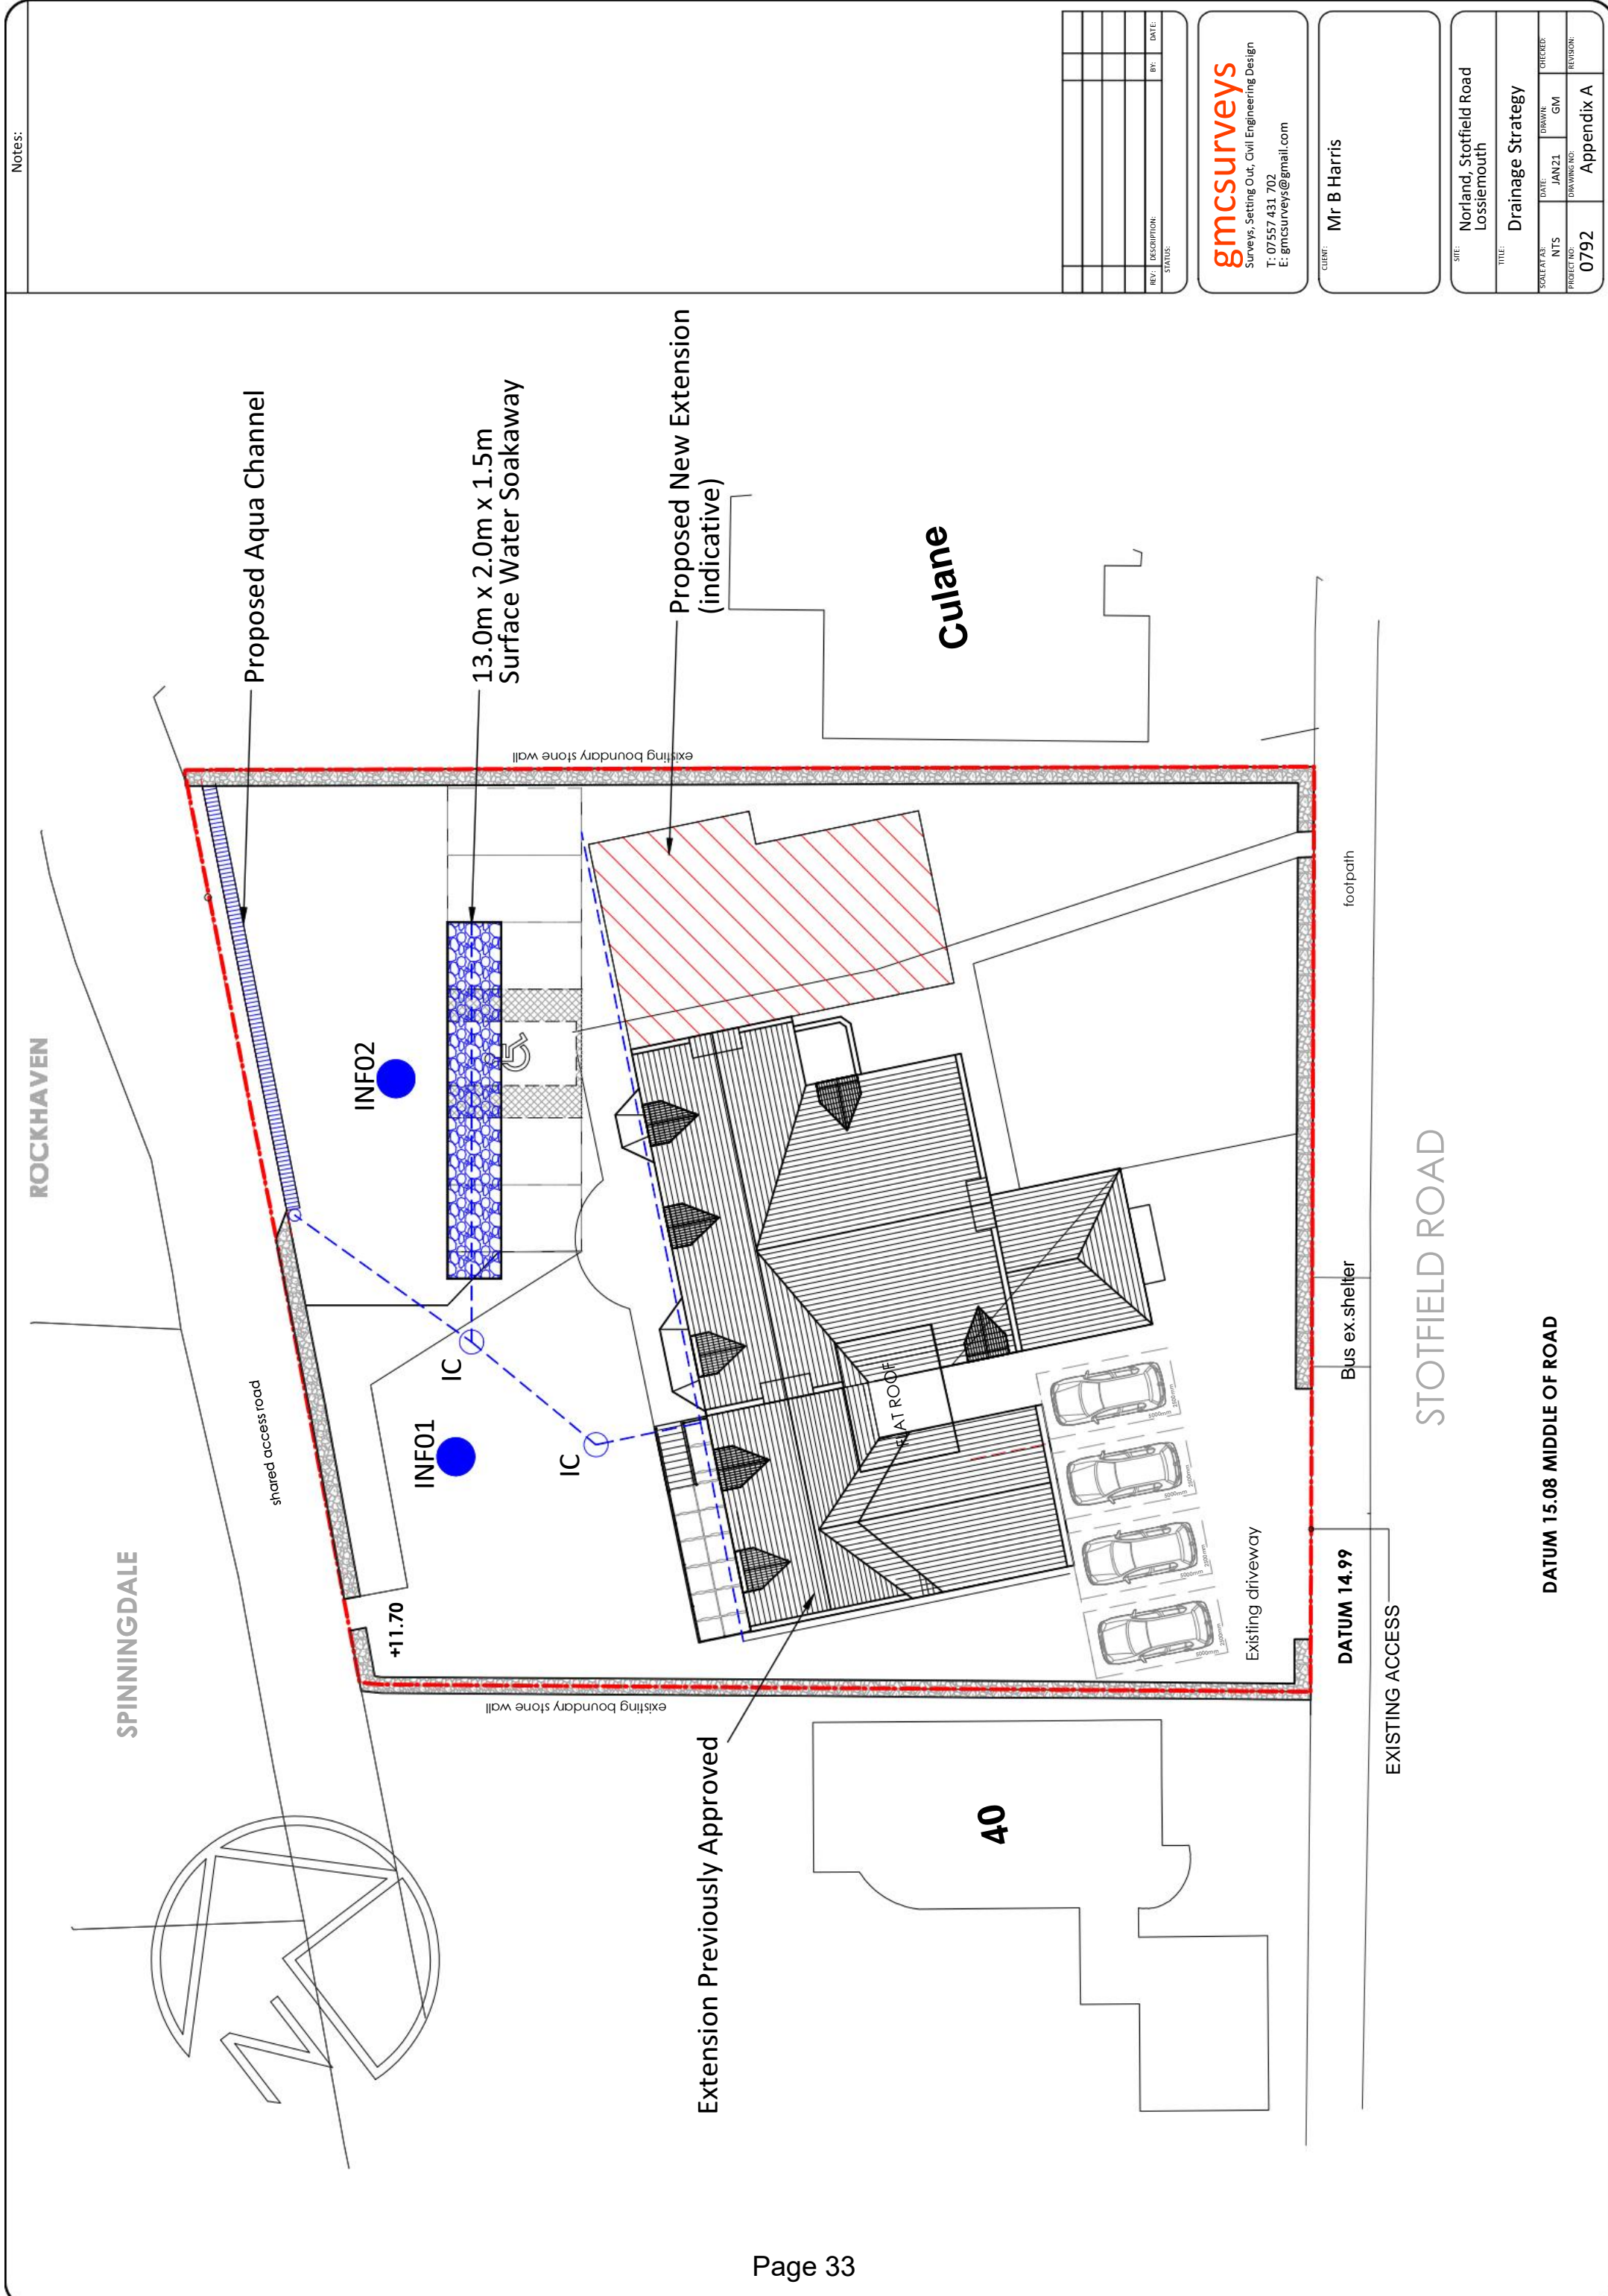 Notes:
ROCKHAVEN
SPINNINGDALE
shared access road
Proposed Aqua Channel
13.0m x 2.0m x 1.5m
Surface Water Soakaway
Proposed New Extension
(indicative)
existing boundary stone wall
INF02
INF01
IC
IC
+11.70
N
existing boundary stone wall
Extension Previously Approved
FLAT ROOF
Culane
40
Existing driveway
5000mm
5000mm
5000mm
5000mm
footpath
Bus ex.shelter
DATUM 14.99
EXISTING ACCESS
STOTFIELD ROAD
DATUM 15.08 MIDDLE OF ROAD
REV: DESCRIPTION: BY: DATE:
STATUS:
gmcsurveys
Surveys, Setting Out, Civil Engineering Design
T: 07557 431 702
E: gmcsurveys@gmail.com
CLIENT:
Mr B Harris
SITE:
Norland, Stotfield Road
Lossiemouth
TITLE:
Drainage Strategy
SCALE AT A3: DATE: DRAWN: CHECKED:
NTS JAN21 GM
PROJECT NO: DRAWING NO: REVISION:
0792 Appendix A
Page 33